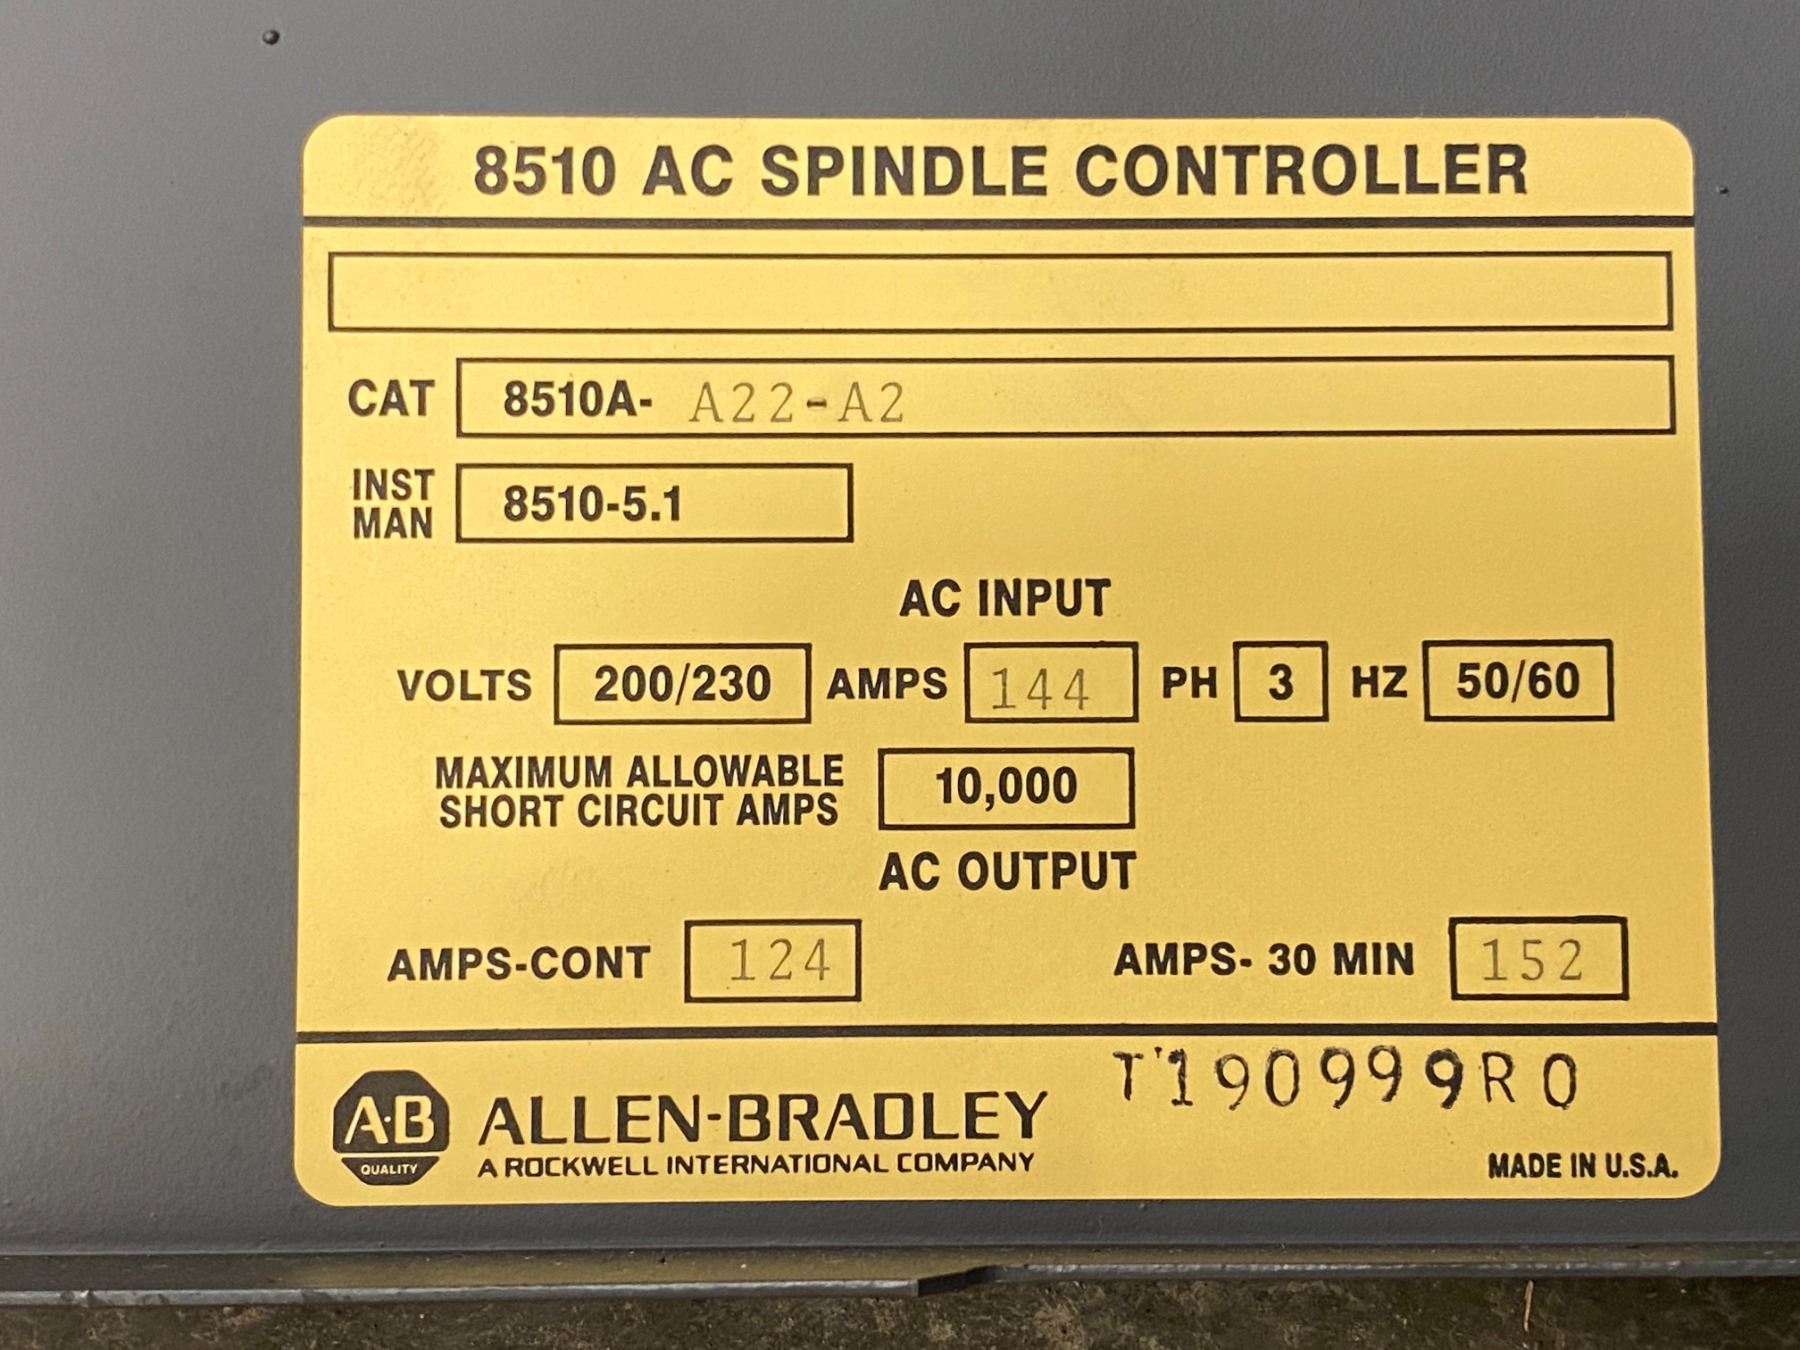 8510 AC SPINDLE CONTROLLER
CAT 8510A- A22-A2
INST MAN 8510-5.1
AC INPUT
VOLTS 200/230 AMPS 144 PH 3 HZ 50/60
MAXIMUM ALLOWABLE
SHORT CIRCUIT AMPS 10,000
AC OUTPUT
AMPS-CONT 124 AMPS- 30 MIN 152
T190999R0
A-B QUALITY
ALLEN-BRADLEY
A ROCKWELL INTERNATIONAL COMPANY
MADE IN U.S.A.